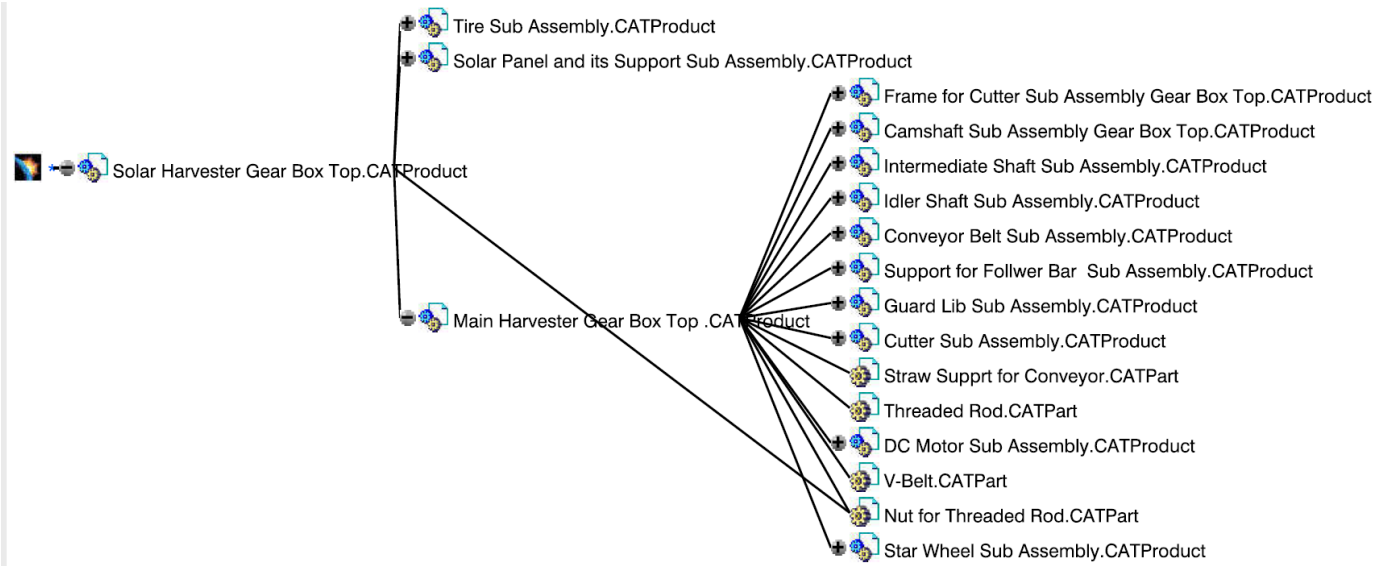 Tire Sub Assembly.CATProduct
Solar Panel and its Support Sub Assembly.CATProduct
Frame for Cutter Sub Assembly Gear Box Top.CATProduct
Camshaft Sub Assembly Gear Box Top.CATProduct
Intermediate Shaft Sub Assembly.CATProduct
Solar Harvester Gear Box Top.CATProduct
Idler Shaft Sub Assembly.CATProduct
Conveyor Belt Sub Assembly.CATProduct
Support for Follwer Bar  Sub Assembly.CATProduct
Guard Lib Sub Assembly.CATProduct
Main Harvester Gear Box Top .CATProduct
Cutter Sub Assembly.CATProduct
Straw Supprt for Conveyor.CATPart
Threaded Rod.CATPart
DC Motor Sub Assembly.CATProduct
V-Belt.CATPart
Nut for Threaded Rod.CATPart
Star Wheel Sub Assembly.CATProduct